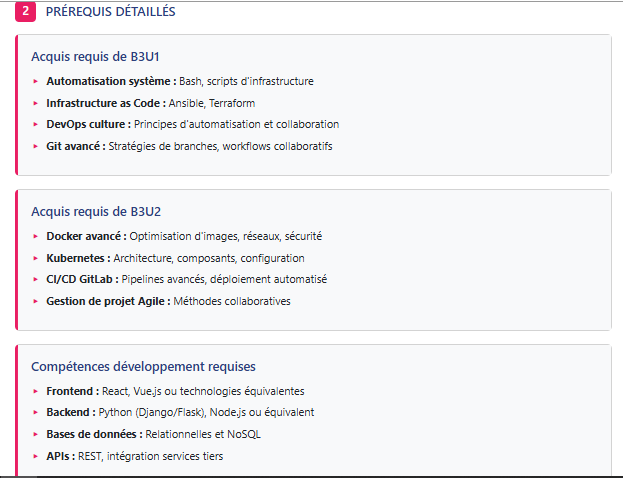 2 PRÉREQUIS DÉTAILLÉS
Acquis requis de B3U1
▸ Automatisation système : Bash, scripts d'infrastructure
▸ Infrastructure as Code : Ansible, Terraform
▸ DevOps culture : Principes d'automatisation et collaboration
▸ Git avancé : Stratégies de branches, workflows collaboratifs
Acquis requis de B3U2
▸ Docker avancé : Optimisation d'images, réseaux, sécurité
▸ Kubernetes : Architecture, composants, configuration
▸ CI/CD GitLab : Pipelines avancés, déploiement automatisé
▸ Gestion de projet Agile : Méthodes collaboratives
Compétences développement requises
▸ Frontend : React, Vue.js ou technologies équivalentes
▸ Backend : Python (Django/Flask), Node.js ou équivalent
▸ Bases de données : Relationnelles et NoSQL
▸ APIs : REST, intégration services tiers